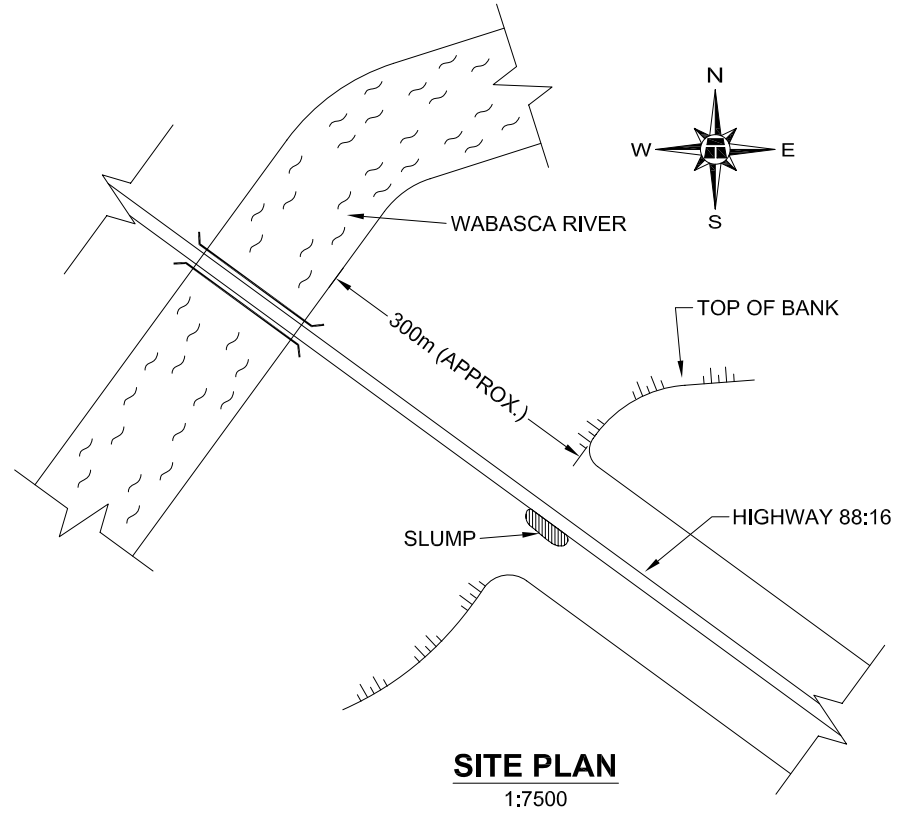 N
W E
S
WABASCA RIVER
TOP OF BANK
300m (APPROX.)
HIGHWAY 88:16
SLUMP
SITE PLAN
1:7500